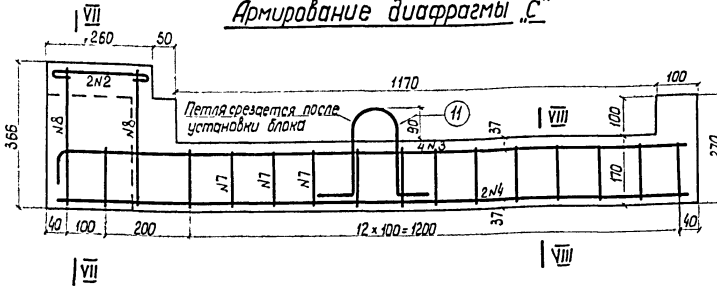 Армирование диафрагмы „С"
VII
260
50
1170
100
2N2
Петля срезается после
установки блока
11
90
37
VIII
100
366
N8
N8
4N3
N7
N7
N7
170
270
2N4
37
40
100
200
12 x 100=1200
40
VII
VIII